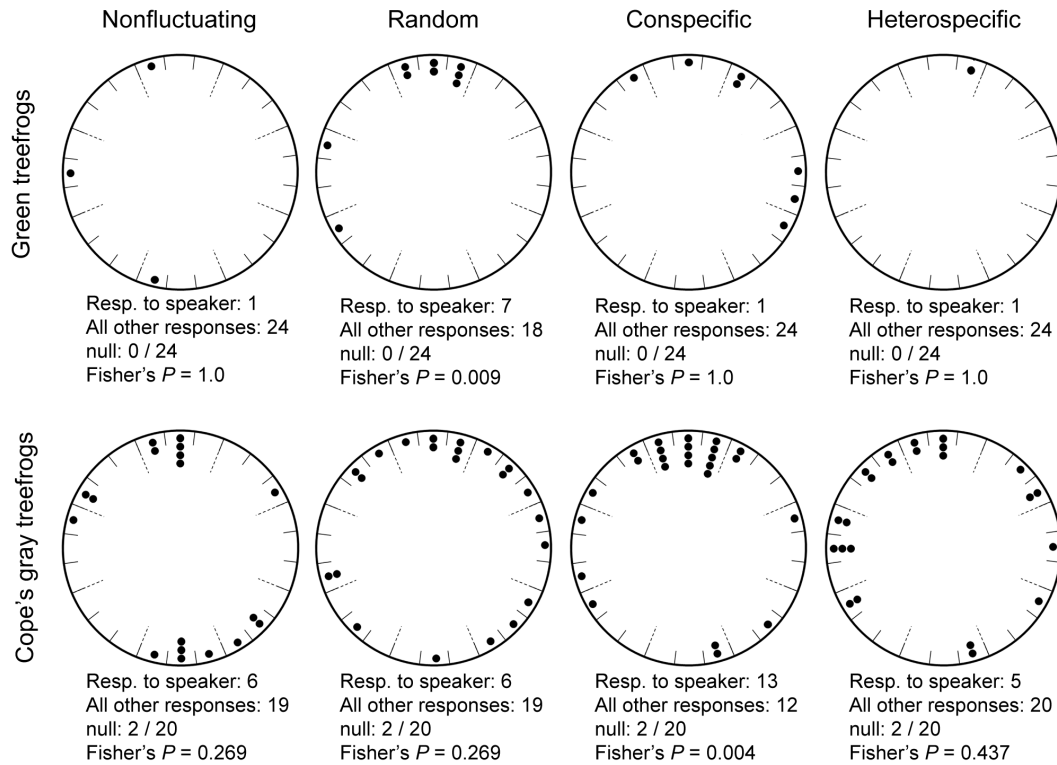 Nonfluctuating
Random
Conspecific
Heterospecific
Green treefrogs
Resp. to speaker: 1
All other responses: 24
null: 0 / 24
Fisher's P = 1.0
Resp. to speaker: 7
All other responses: 18
null: 0 / 24
Fisher's P = 0.009
Resp. to speaker: 1
All other responses: 24
null: 0 / 24
Fisher's P = 1.0
Resp. to speaker: 1
All other responses: 24
null: 0 / 24
Fisher's P = 1.0
Cope's gray treefrogs
Resp. to speaker: 6
All other responses: 19
null: 2 / 20
Fisher's P = 0.269
Resp. to speaker: 6
All other responses: 19
null: 2 / 20
Fisher's P = 0.269
Resp. to speaker: 13
All other responses: 12
null: 2 / 20
Fisher's P = 0.004
Resp. to speaker: 5
All other responses: 20
null: 2 / 20
Fisher's P = 0.437